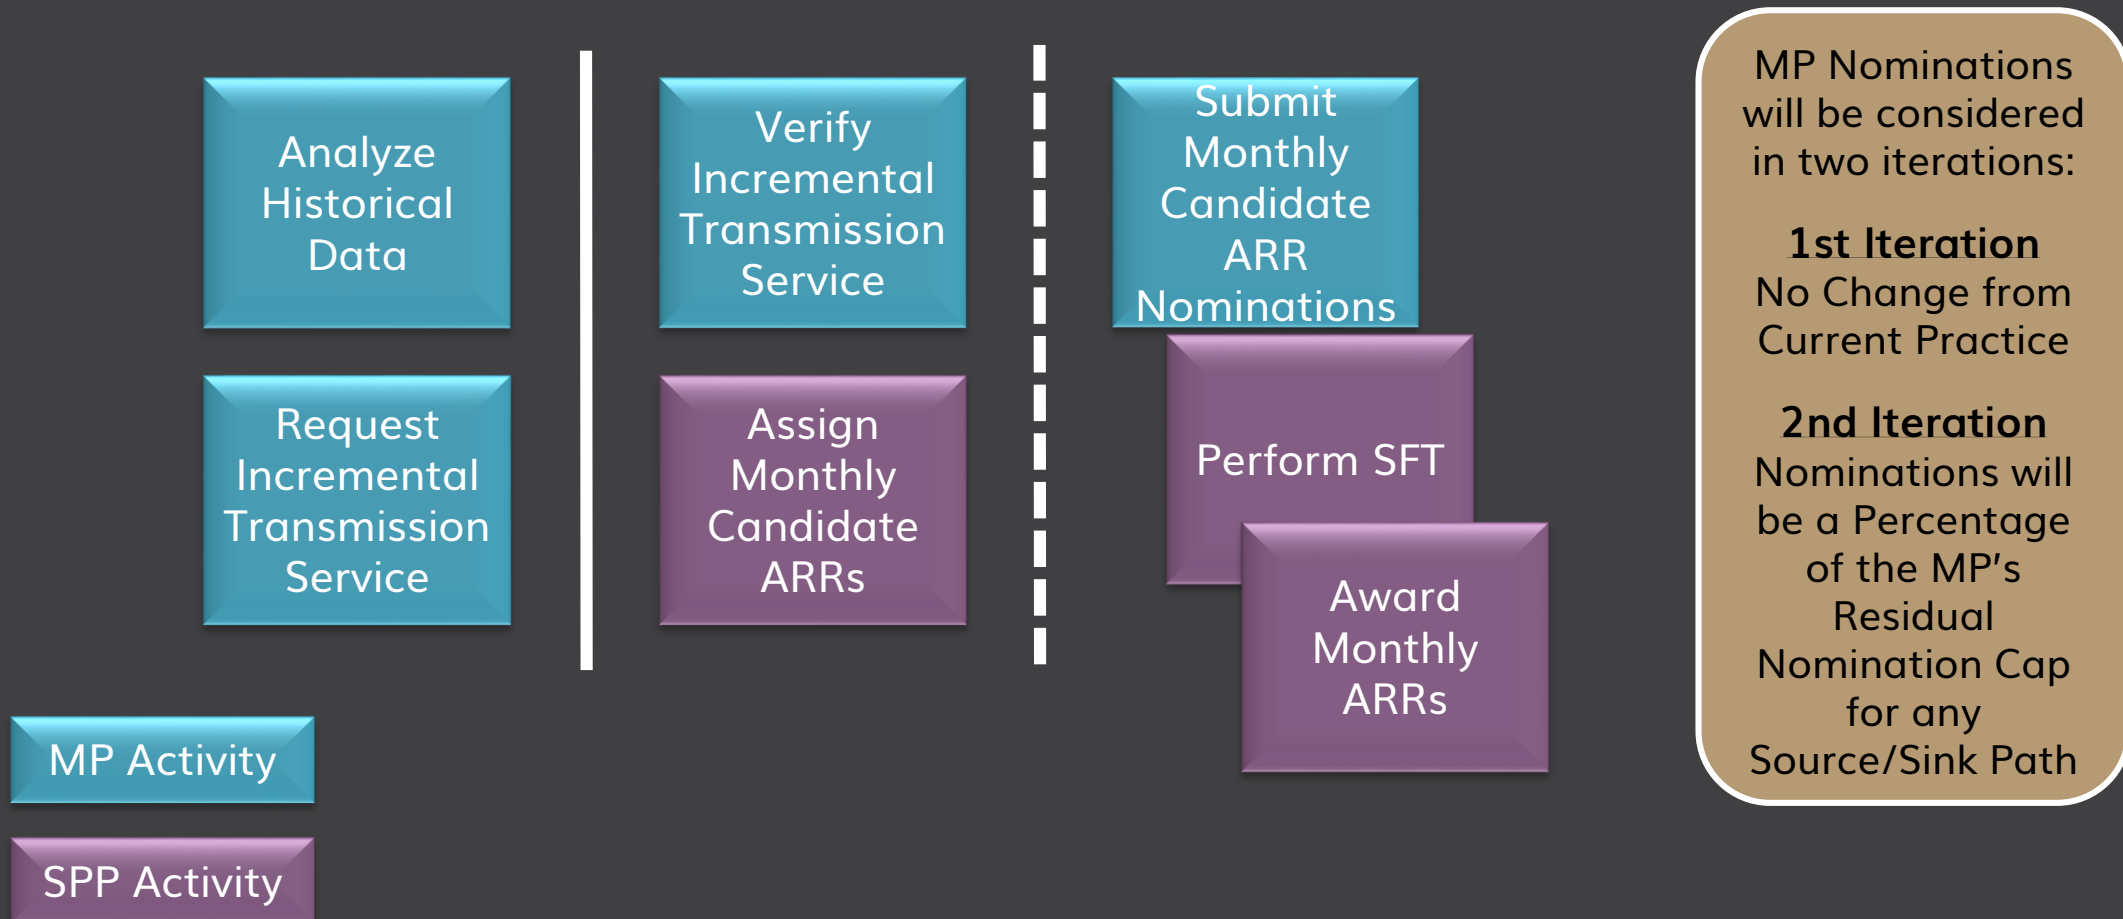 Analyze
Historical
Data
Request
Incremental
Transmission
Service
Verify
Incremental
Transmission
Service
Assign
Monthly
Candidate
ARRs
Submit
Monthly
Candidate
ARR
Nominations
Perform SFT
Award
Monthly
ARRs
MP Nominations
will be considered
in two iterations:
1st Iteration
No Change from
Current Practice
2nd Iteration
Nominations will
be a Percentage
of the MP's
Residual
Nomination Cap
for any
Source/Sink Path
MP Activity
SPP Activity